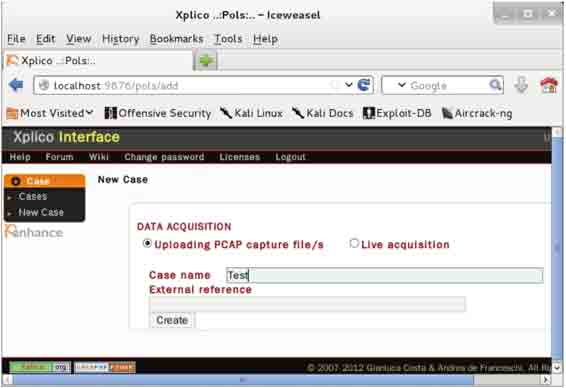 Xplico ..:Pols:.. – Iceweasel
File Edit View History Bookmarks Tools Help
Xplico ..:Pols:..
localhost:9876/pols/add
Google
Most Visited Offensive Security Kali Linux Kali Docs Exploit-DB Aircrack-ng
Xplico Interface
U
Help Forum Wiki Change password Licenses Logout
Case
Cases
New Case
enhance
New Case
DATA ACQUISITION
Uploading PCAP capture file/s Live acquisition
Case name Test
External reference
Create
Xplico .org POWER
© 2007-2012 Gianluca Costa & Andrea de Franceschi. All Ru